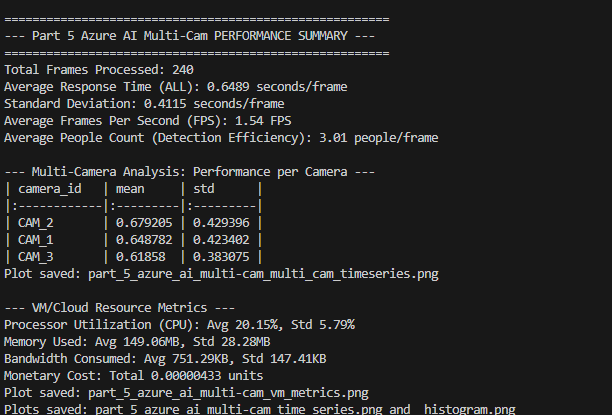 ====================================================
--- Part 5 Azure AI Multi-Cam PERFORMANCE SUMMARY ---
====================================================
Total Frames Processed: 240
Average Response Time (ALL): 0.6489 seconds/frame
Standard Deviation: 0.4115 seconds/frame
Average Frames Per Second (FPS): 1.54 FPS
Average People Count (Detection Efficiency): 3.01 people/frame
--- Multi-Camera Analysis: Performance per Camera ---
| camera_id   | mean     | std      |
|:------------|:---------|:---------|
| CAM_2       | 0.679205 | 0.429396 |
| CAM_1       | 0.648782 | 0.423402 |
| CAM_3       | 0.61858  | 0.383075 |
Plot saved: part_5_azure_ai_multi-cam_multi_cam_timeseries.png
--- VM/Cloud Resource Metrics ---
Processor Utilization (CPU): Avg 20.15%, Std 5.79%
Memory Used: Avg 149.06MB, Std 28.28MB
Bandwidth Consumed: Avg 751.29KB, Std 147.41KB
Monetary Cost: Total 0.00000433 units
Plot saved: part_5_azure_ai_multi-cam_vm_metrics.png
Plots saved: part_5_azure_ai_multi-cam_time_series.png and _histogram.png